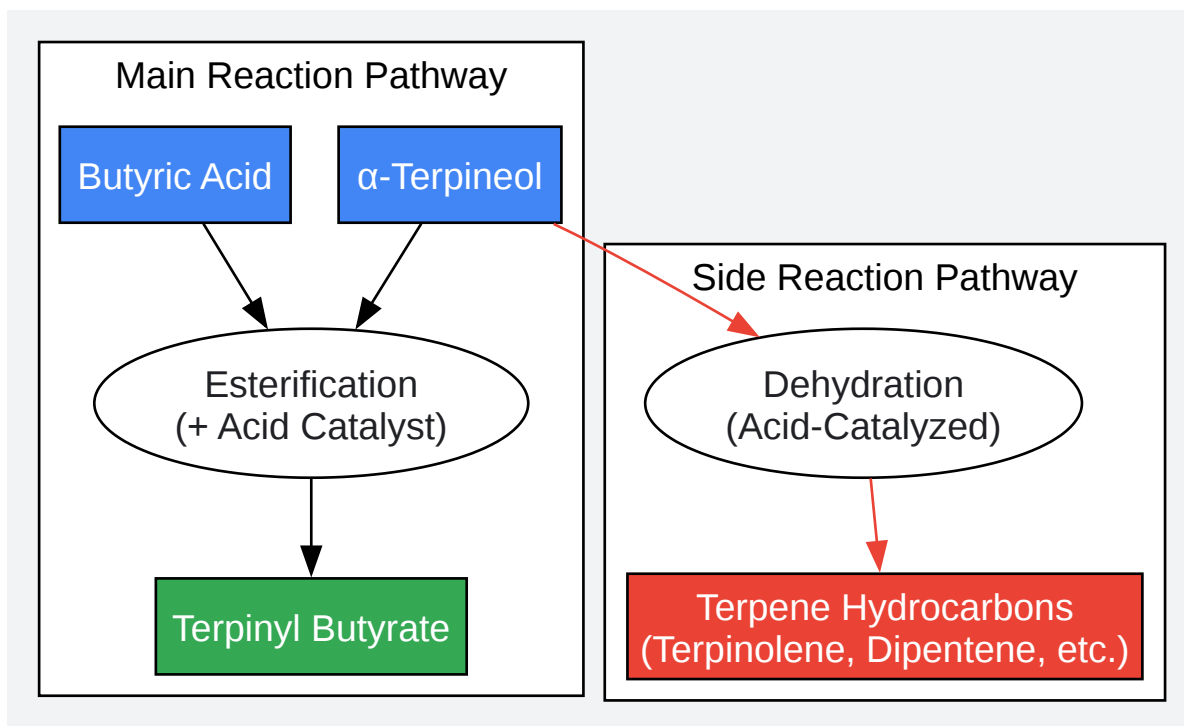 Main Reaction Pathway
Butyric Acid
α-Terpineol
Esterification
(+ Acid Catalyst)
Terpinyl Butyrate
Side Reaction Pathway
Dehydration
(Acid-Catalyzed)
Terpene Hydrocarbons
(Terpinolene, Dipentene, etc.)